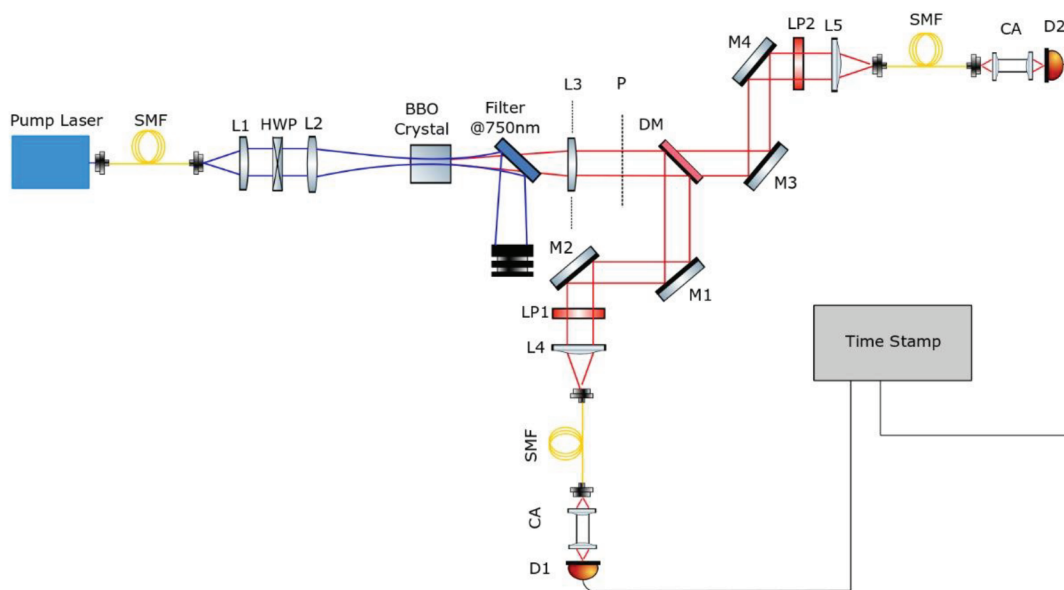 Pump Laser
SMF
L1
HWP
L2
BBO
Crystal
Filter
@750nm
L3
P
DM
M4
LP2
L5
SMF
CA
D2
M3
M2
M1
LP1
L4
SMF
CA
D1
Time Stamp